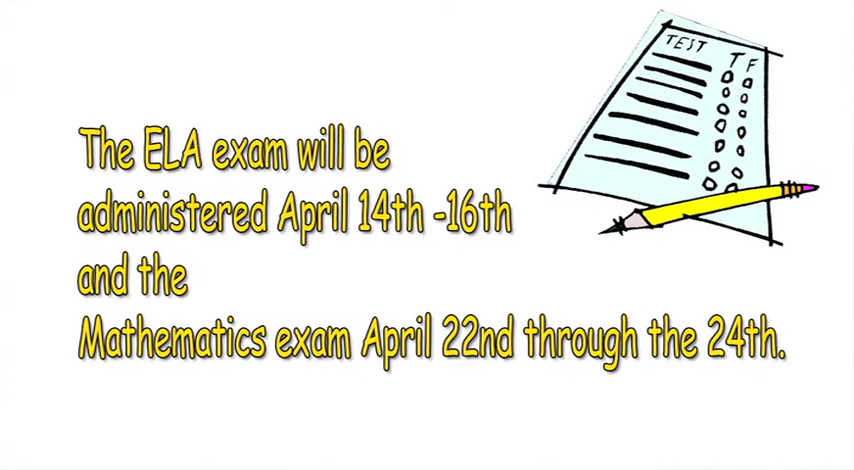 TEST
T F
The ELA exam will be
administered April 14th -16th
and the
Mathematics exam April 22nd through the 24th.